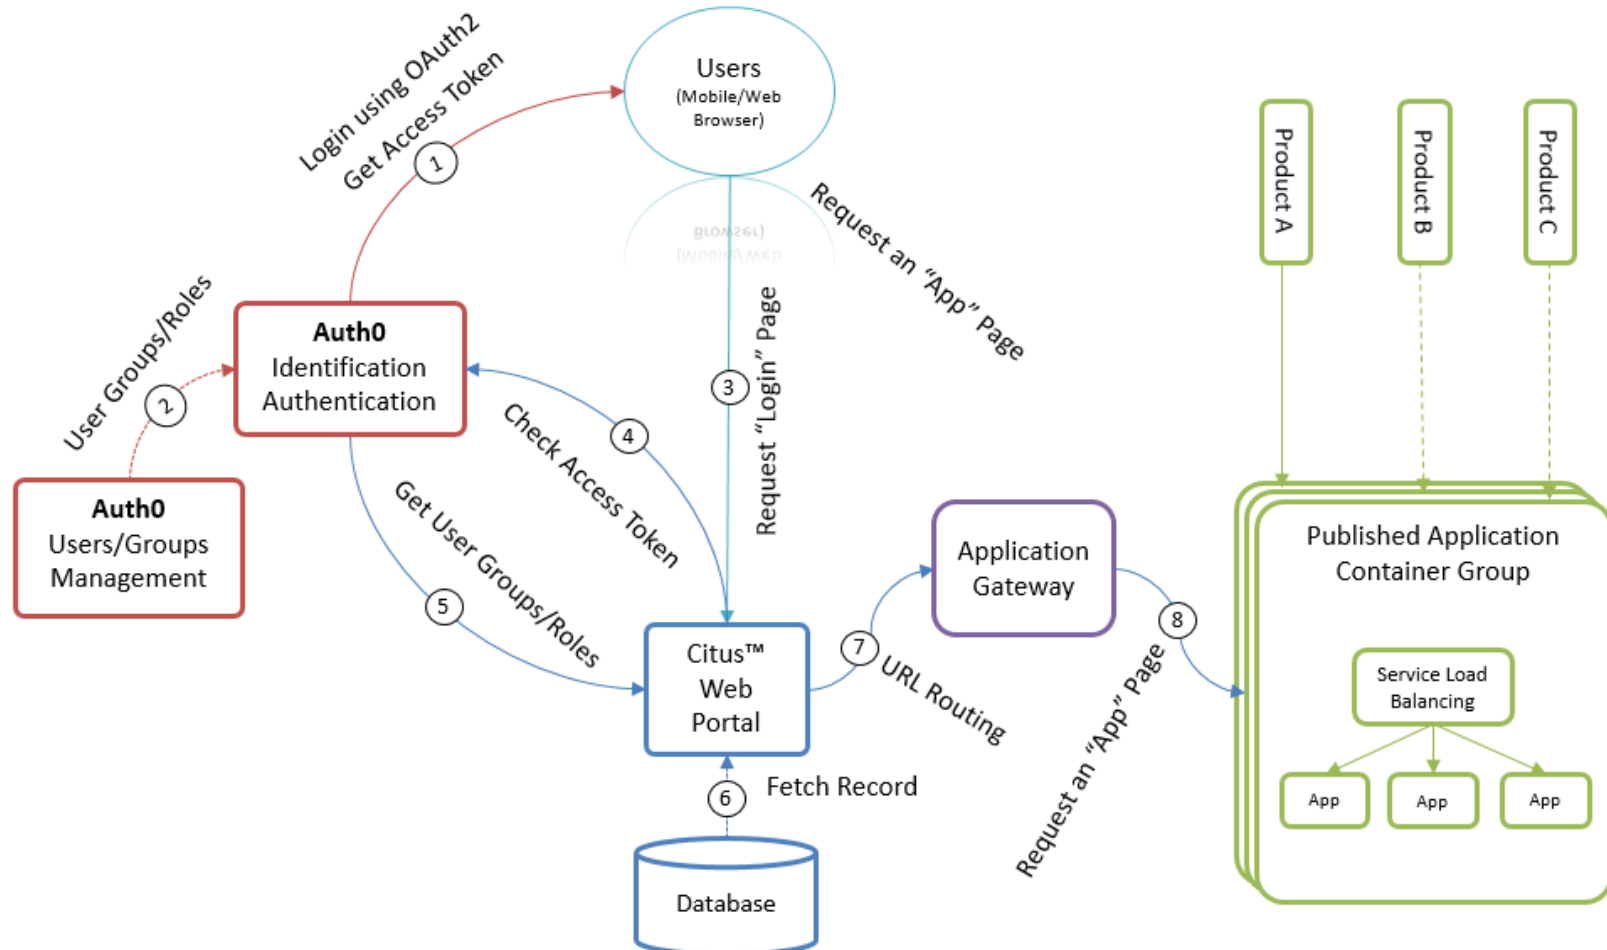 Login using OAuth2
Get Access Token
1
Users
(Mobile/Web
Browser)
Browser)
(Mobile/Web
Request an “App” Page
Product A
Product B
Product C
User Groups/Roles
2
Auth0
Identification
Authentication
Auth0
Users/Groups
Management
3
Request “Login” Page
4
Check Access Token
5
Get User Groups/Roles
Citus™
Web
Portal
6
Fetch Record
Database
7
URL Routing
Application
Gateway
8
Request an “App” Page
Published Application
Container Group
Service Load
Balancing
App
App
App